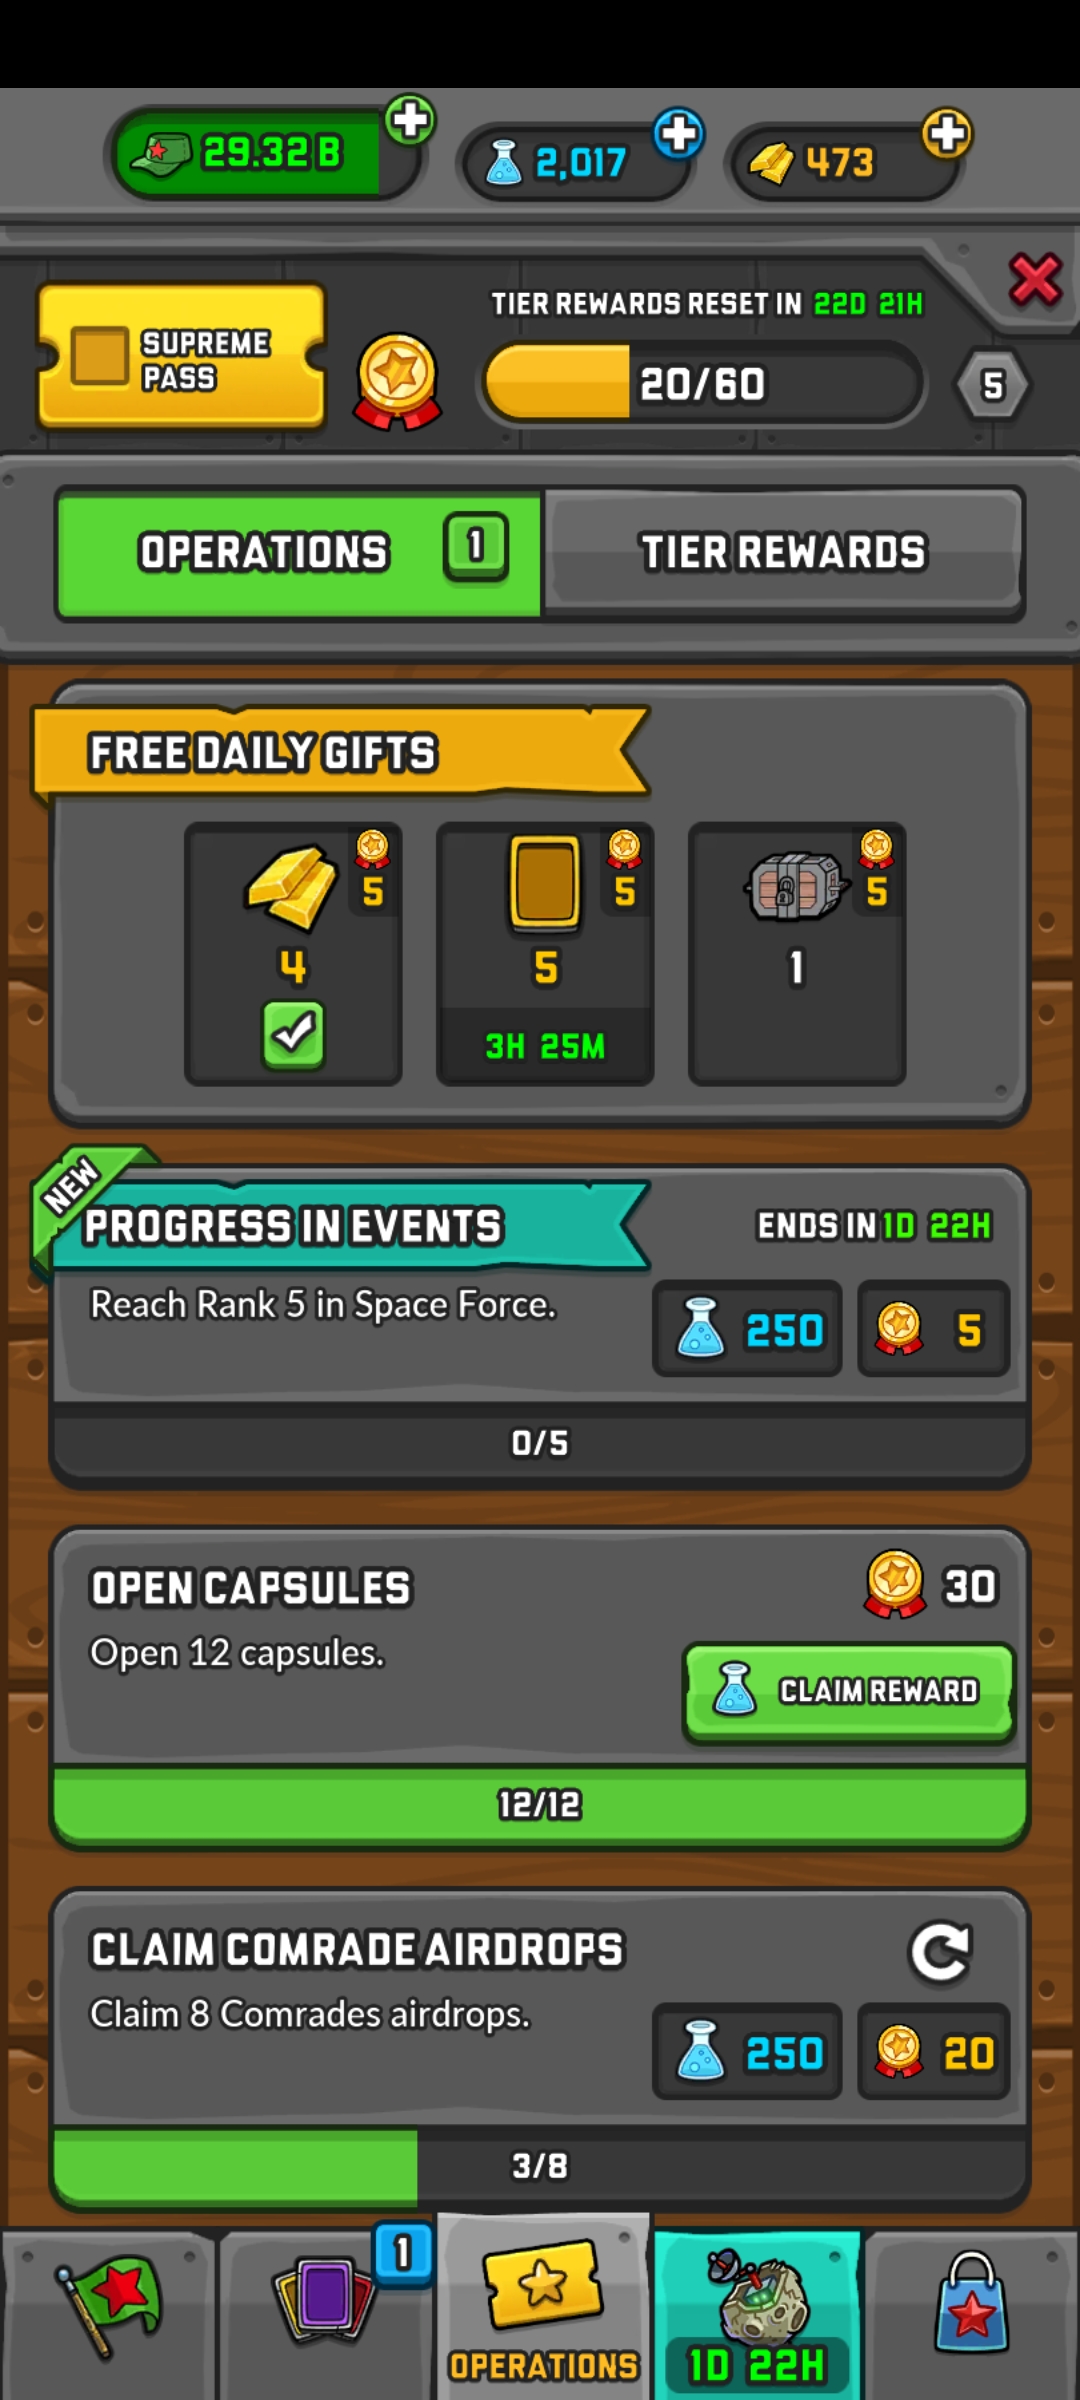 29.32B
2,017
473
SUPREME
PASS
TIER REWARDS RESET IN 22D 21H
20/60
5
OPERATIONS
1
TIER REWARDS
FREE DAILY GIFTS
5
5
5
4
5
1
3H 25M
NEW
PROGRESS IN EVENTS
ENDS IN 1D 22H
Reach Rank 5 in Space Force.
250
5
0/5
OPEN CAPSULES
30
Open 12 capsules.
CLAIM REWARD
12/12
CLAIM COMRADE AIRDROPS
Claim 8 Comrades airdrops.
250
20
3/8
1
OPERATIONS
1D 22H